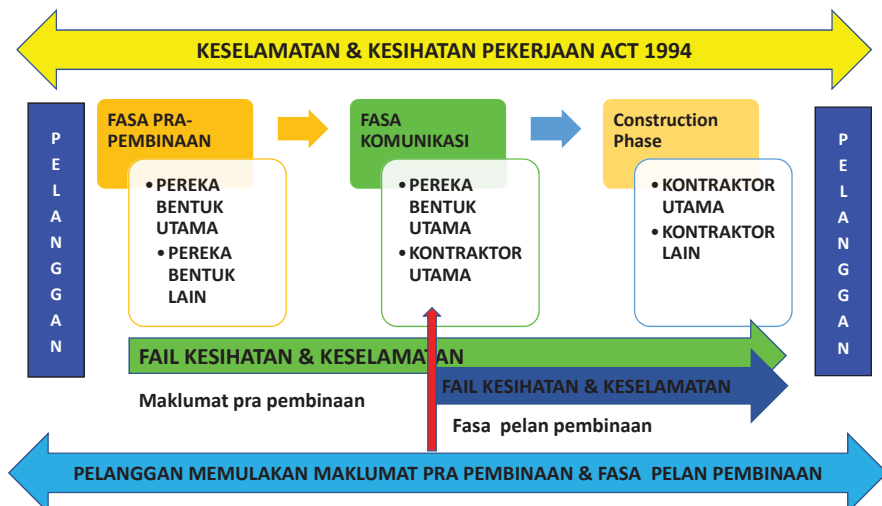 KESELAMATAN & KESIHATAN PEKERJAAN ACT 1994
PELANGGAN
FASA PRA-
PEMBINAAN
• PEREKA
BENTUK
UTAMA
• PEREKA
BENTUK
LAIN
FASA
KOMUNIKASI
• PEREKA
BENTUK
UTAMA
• KONTRAKTOR
UTAMA
Construction
Phase
• KONTRAKTOR
UTAMA
• KONTRAKTOR
LAIN
PELANGGAN
FAIL KESIHATAN & KESELAMATAN
Maklumat pra pembinaan
FAIL KESIHATAN & KESELAMATAN
Fasa pelan pembinaan
PELANGGAN MEMULAKAN MAKLUMAT PRA PEMBINAAN & FASA PELAN PEMBINAAN